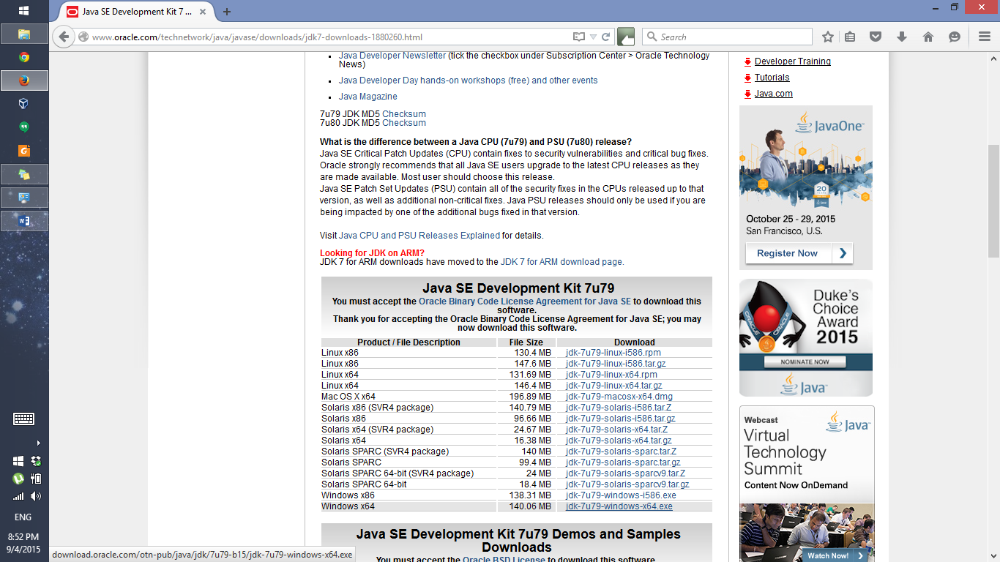 Java SE Development Kit 7 ...
www.oracle.com/technetwork/java/javase/downloads/jdk7-downloads-1880260.html
Search
Java Developer Newsletter (tick the checkbox under Subscription Center > Oracle Technology
News)
Java Developer Day hands-on workshops (free) and other events
Java Magazine
7u79 JDK MD5 Checksum
7u80 JDK MD5 Checksum
What is the difference between a Java CPU (7u79) and PSU (7u80) release?
Java SE Critical Patch Updates (CPU) contain fixes to security vulnerabilities and critical bug fixes.
Oracle strongly recommends that all Java SE users upgrade to the latest CPU releases as they
are made available. Most user should choose this release.
Java SE Patch Set Updates (PSU) contain all of the security fixes in the CPUs released up to that
version, as well as additional non-critical fixes. Java PSU releases should only be used if you are
being impacted by one of the additional bugs fixed in that version.
Visit Java CPU and PSU Releases Explained for details.
Looking for JDK on ARM?
JDK 7 for ARM downloads have moved to the JDK 7 for ARM download page.
Java SE Development Kit 7u79
You must accept the Oracle Binary Code License Agreement for Java SE to download this
software.
Thank you for accepting the Oracle Binary Code License Agreement for Java SE; you may
now download this software.
Product / File Description File Size Download
Linux x86 130.4 MB jdk-7u79-linux-i586.rpm
Linux x86 147.6 MB jdk-7u79-linux-i586.tar.gz
Linux x64 131.69 MB jdk-7u79-linux-x64.rpm
Linux x64 146.4 MB jdk-7u79-linux-x64.tar.gz
Mac OS X x64 196.89 MB jdk-7u79-macosx-x64.dmg
Solaris x86 (SVR4 package) 140.79 MB jdk-7u79-solaris-i586.tar.Z
Solaris x86 96.66 MB jdk-7u79-solaris-i586.tar.gz
Solaris x64 (SVR4 package) 24.67 MB jdk-7u79-solaris-x64.tar.Z
Solaris x64 16.38 MB jdk-7u79-solaris-x64.tar.gz
Solaris SPARC (SVR4 package) 140 MB jdk-7u79-solaris-sparc.tar.Z
Solaris SPARC 99.4 MB jdk-7u79-solaris-sparc.tar.gz
Solaris SPARC 64-bit (SVR4 package) 24 MB jdk-7u79-solaris-sparcv9.tar.Z
Solaris SPARC 64-bit 18.4 MB jdk-7u79-solaris-sparcv9.tar.gz
Windows x86 138.31 MB jdk-7u79-windows-i586.exe
Windows x64 140.06 MB jdk-7u79-windows-x64.exe
Java SE Development Kit 7u79 Demos and Samples
Downloads
You must accept the Oracle BSD License to download this software.
Developer Training
Tutorials
Java.com
JavaOne
20
October 25 - 29, 2015
San Francisco, U.S.
Register Now
Duke's
Choice
Award
2015
ORACLE
ORACLE
NOMINATE NOW
Java
Webcast
Java
Virtual
Technology
Summit
Content Now OnDemand
Watch Now!
ENG
8:52 PM
9/4/2015
download.oracle.com/otn-pub/java/jdk/7u79-b15/jdk-7u79-windows-x64.exe